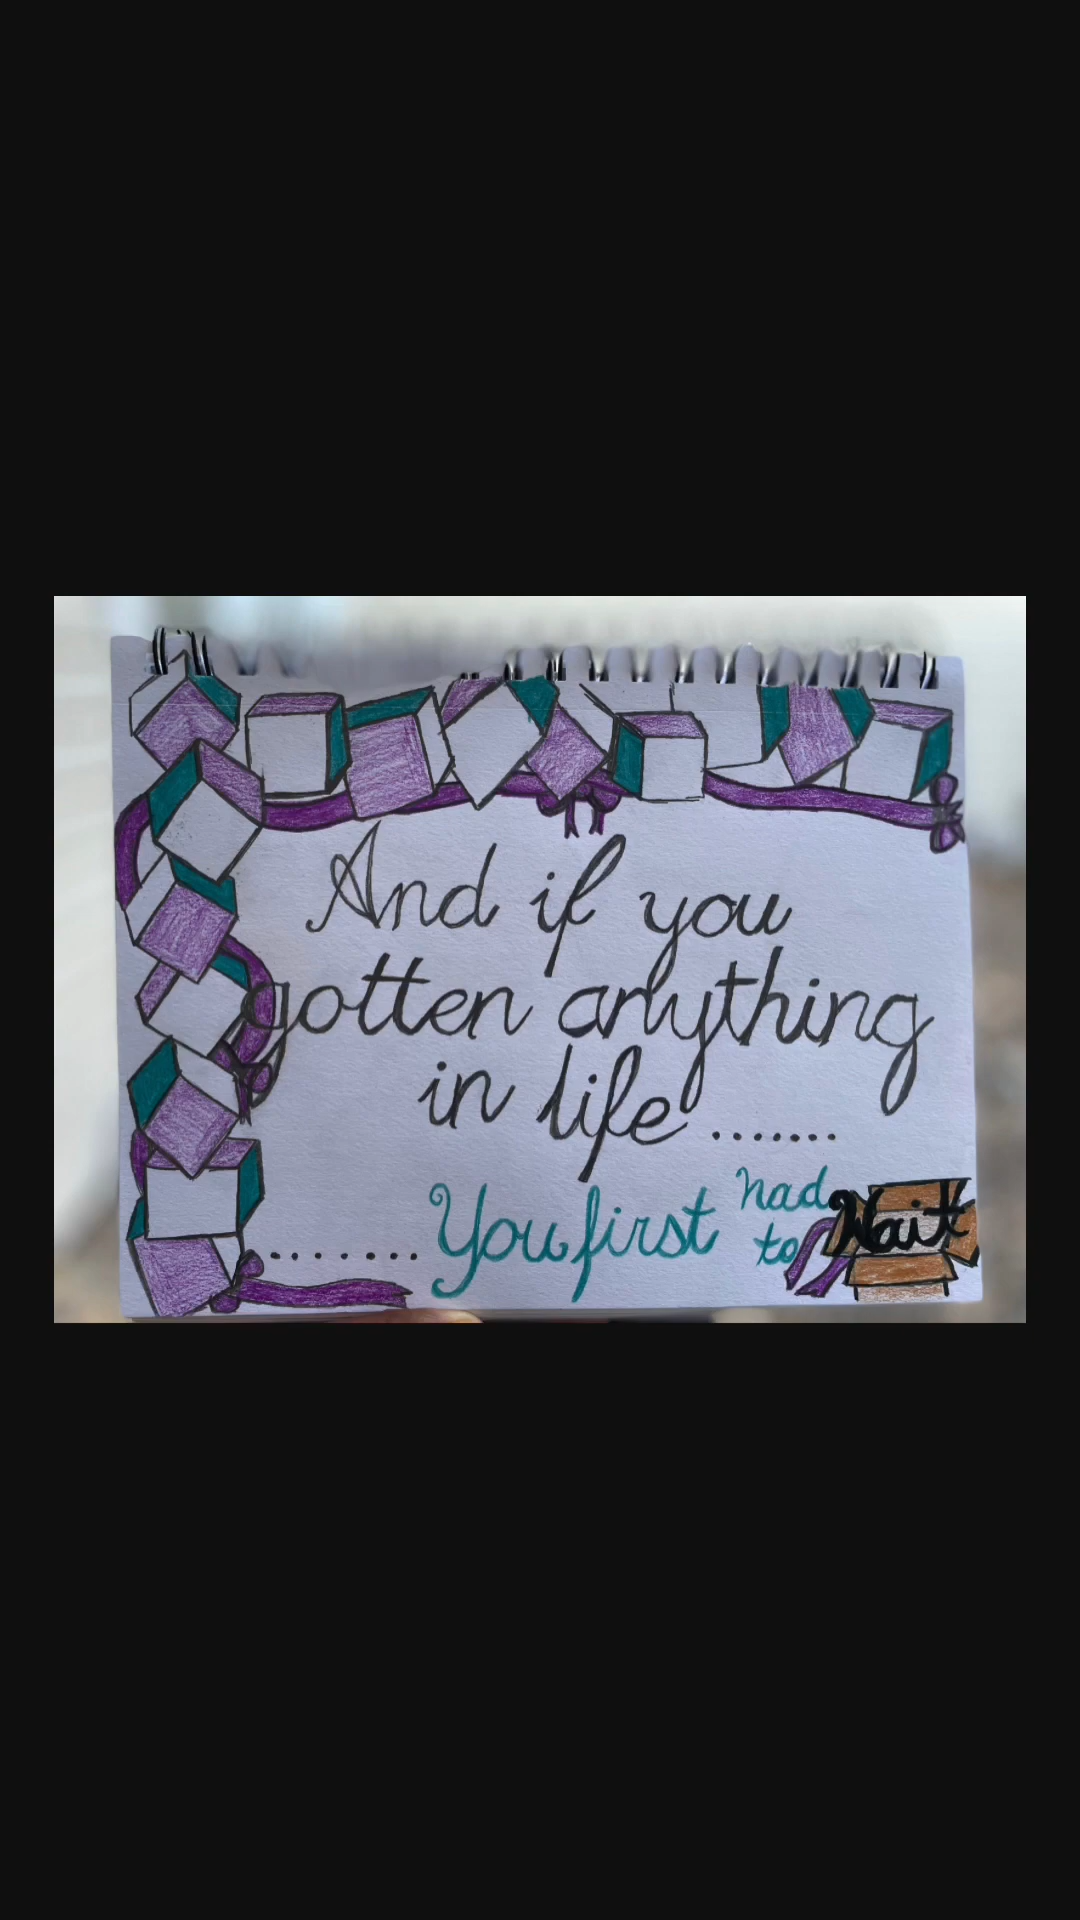 And if you
gotten anything
in life.......
........You first had to Wait